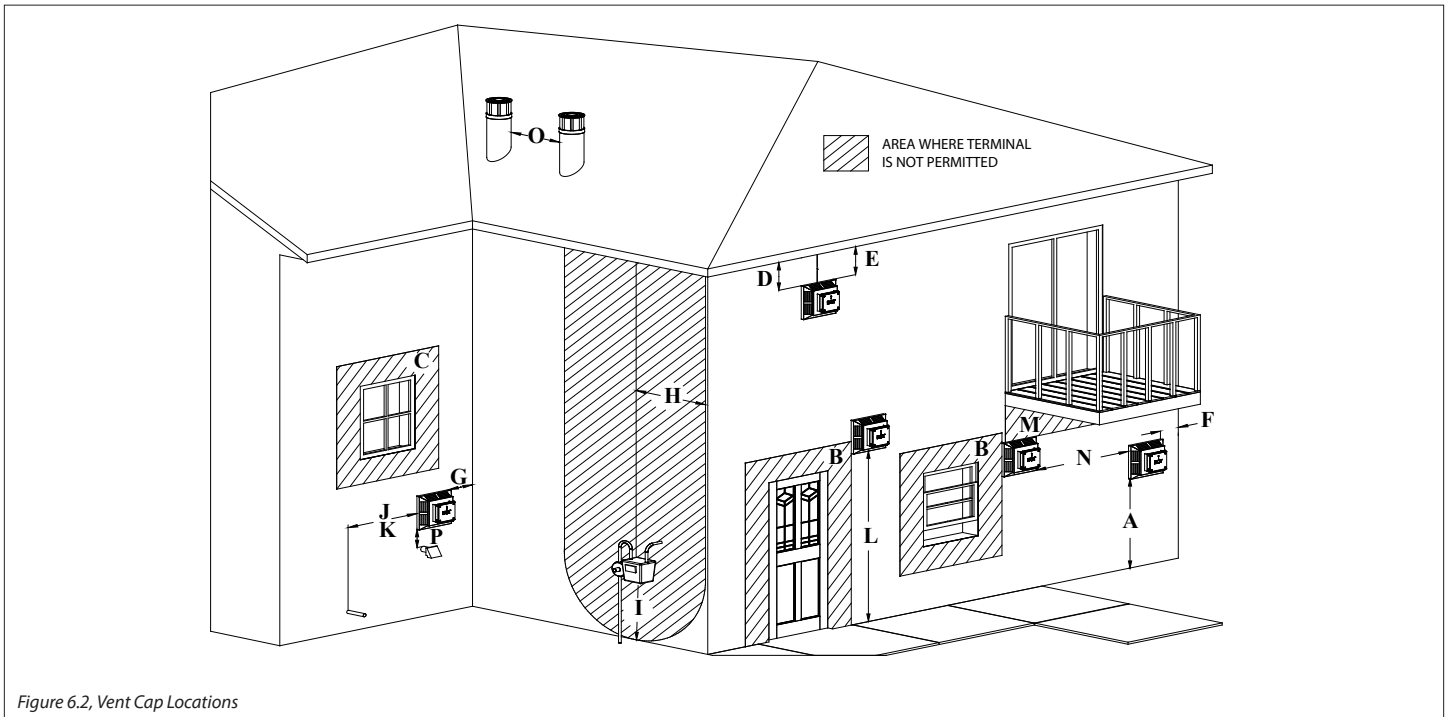 O
AREA WHERE TERMINAL
IS NOT PERMITTED
D
E
C
H
M
F
B
B
N
G
J
K
P
A
L
I
Figure 6.2, Vent Cap Locations